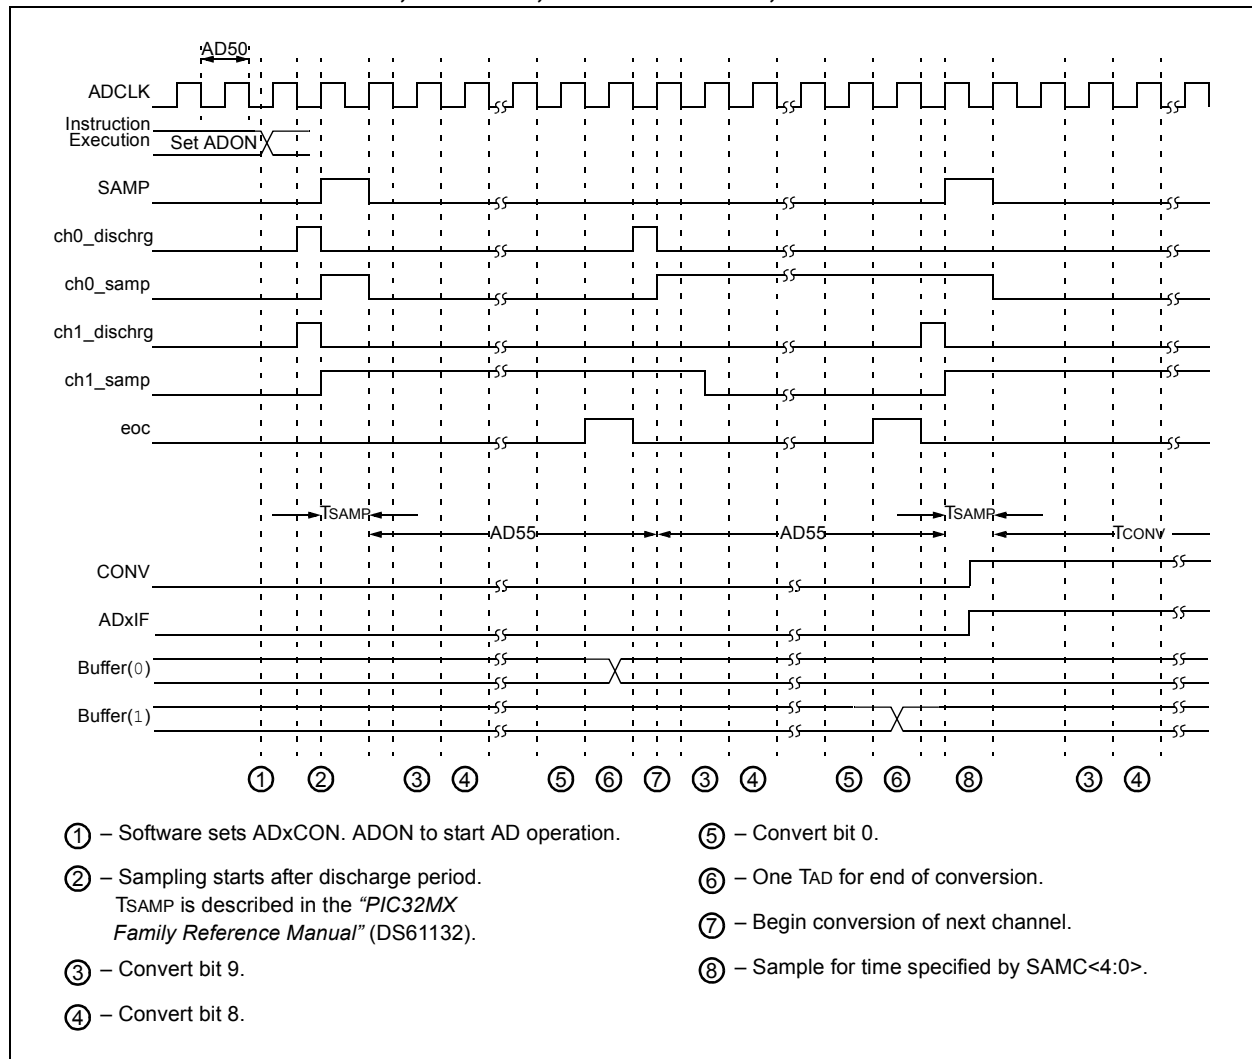 AD50
ADCLK
Instruction
Execution
Set ADON
SAMP
ch0_dischrg
ch0_samp
ch1_dischrg
ch1_samp
eoc
TSAMP
TSAMP
AD55
AD55
TCONV
CONV
ADxIF
Buffer(0)
Buffer(1)
1 2 3 4 5 6 7 3 4 5 6 8 3 4
1 – Software sets ADxCON. ADON to start AD operation.
2 – Sampling starts after discharge period.
TSAMP is described in the "PIC32MX
Family Reference Manual" (DS61132).
3 – Convert bit 9.
4 – Convert bit 8.
5 – Convert bit 0.
6 – One TAD for end of conversion.
7 – Begin conversion of next channel.
8 – Sample for time specified by SAMC<4:0>.